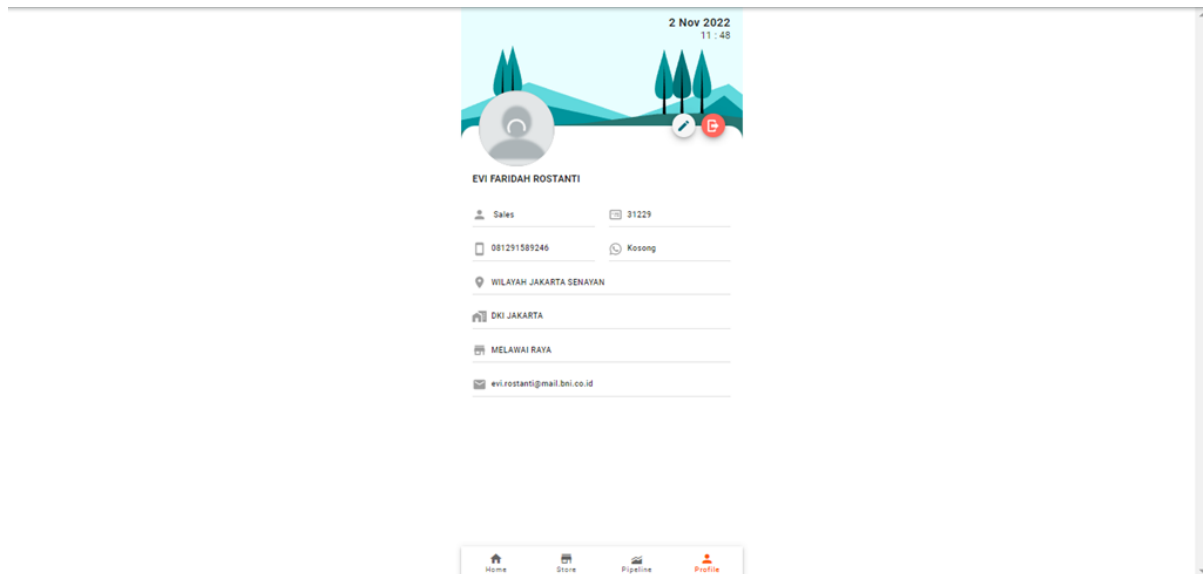 2 Nov 2022
11 : 48
EVI FARIDAH ROSTANTI
Sales
31229
081291589246
Kosong
WILAYAH JAKARTA SENAYAN
DKI JAKARTA
MELAWAI RAYA
evi.rostanti@mail.bni.co.id
Home Store Pipeline Profile